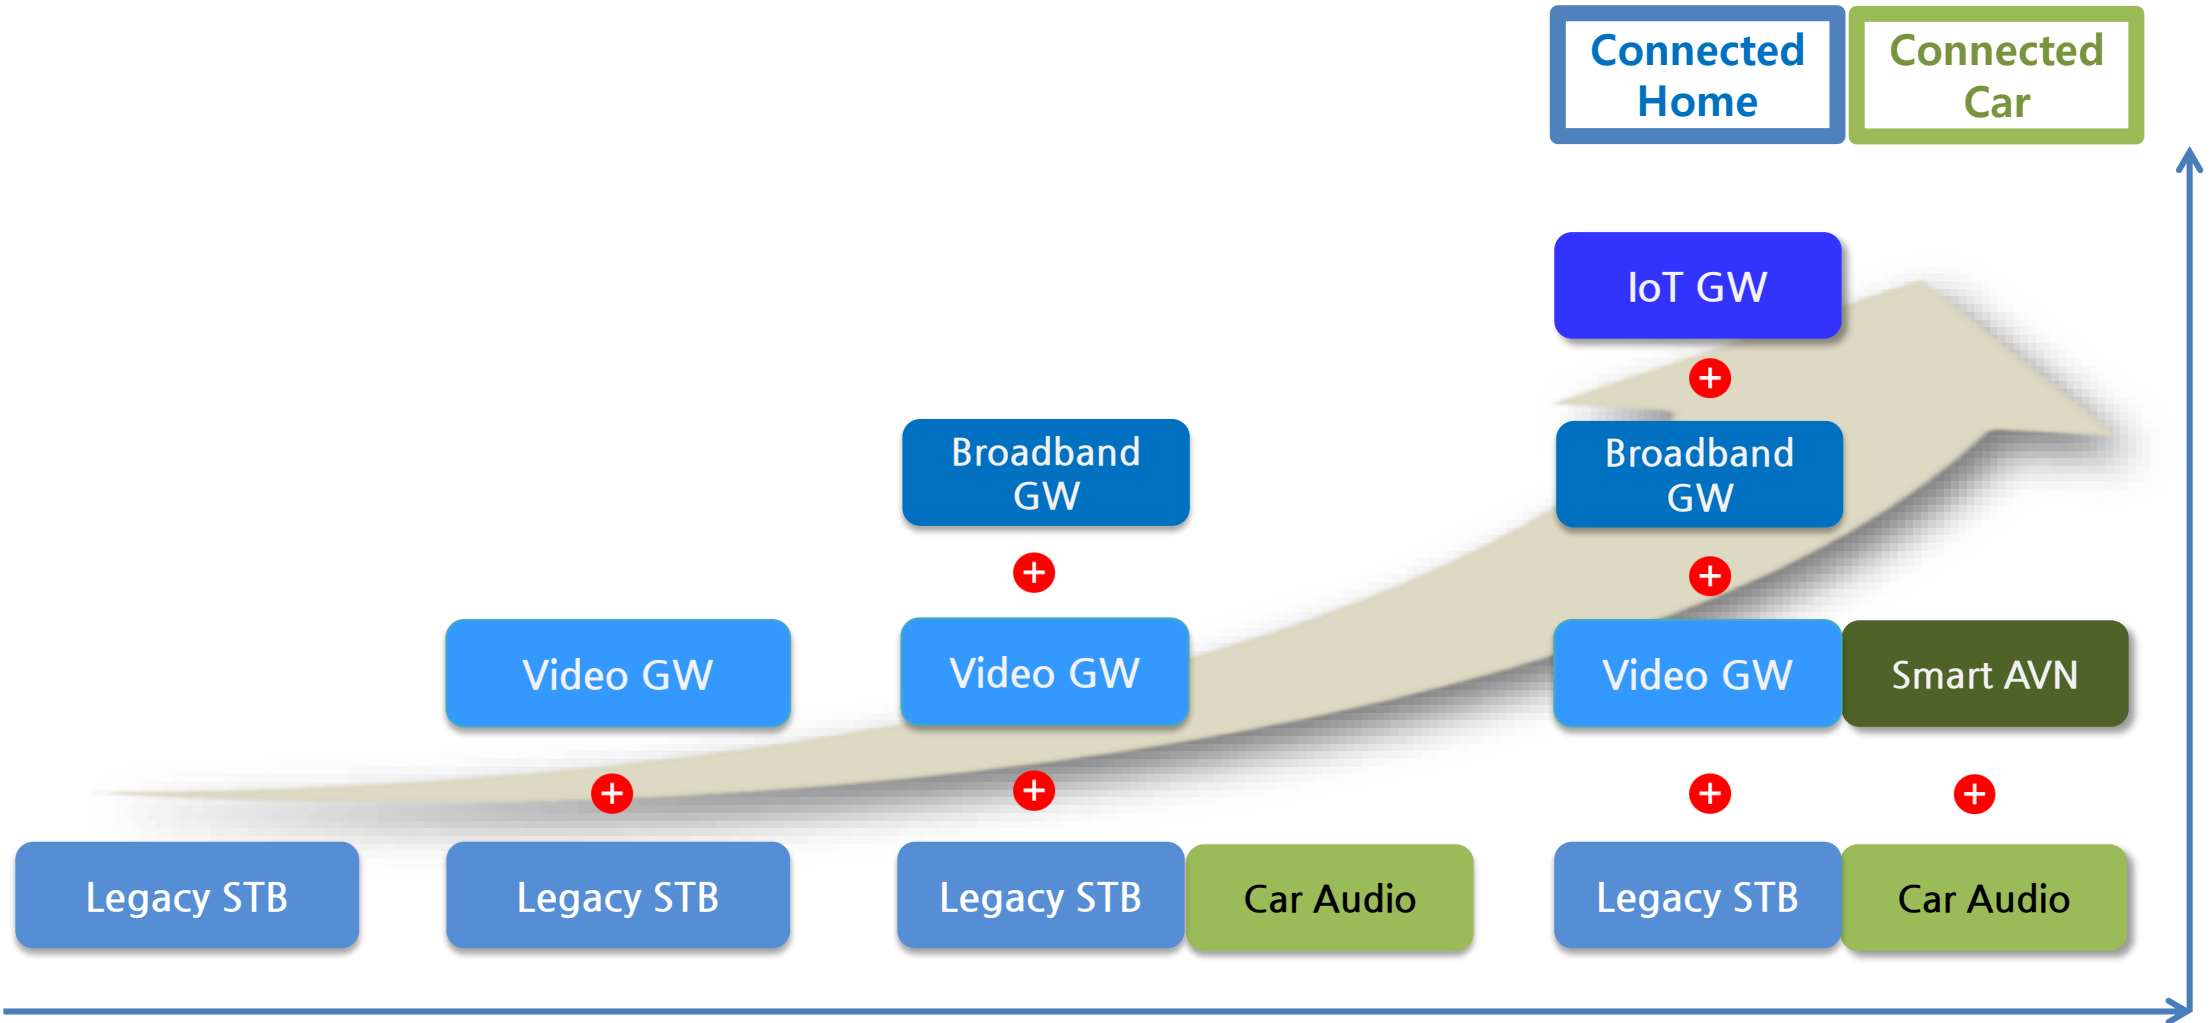 Connected
Home
Connected
Car
IoT GW
+
Broadband
GW
Broadband
GW
+
+
Video GW
Video GW
Video GW
Smart AVN
+
+
+
+
Legacy STB
Legacy STB
Legacy STB
Car Audio
Legacy STB
Car Audio